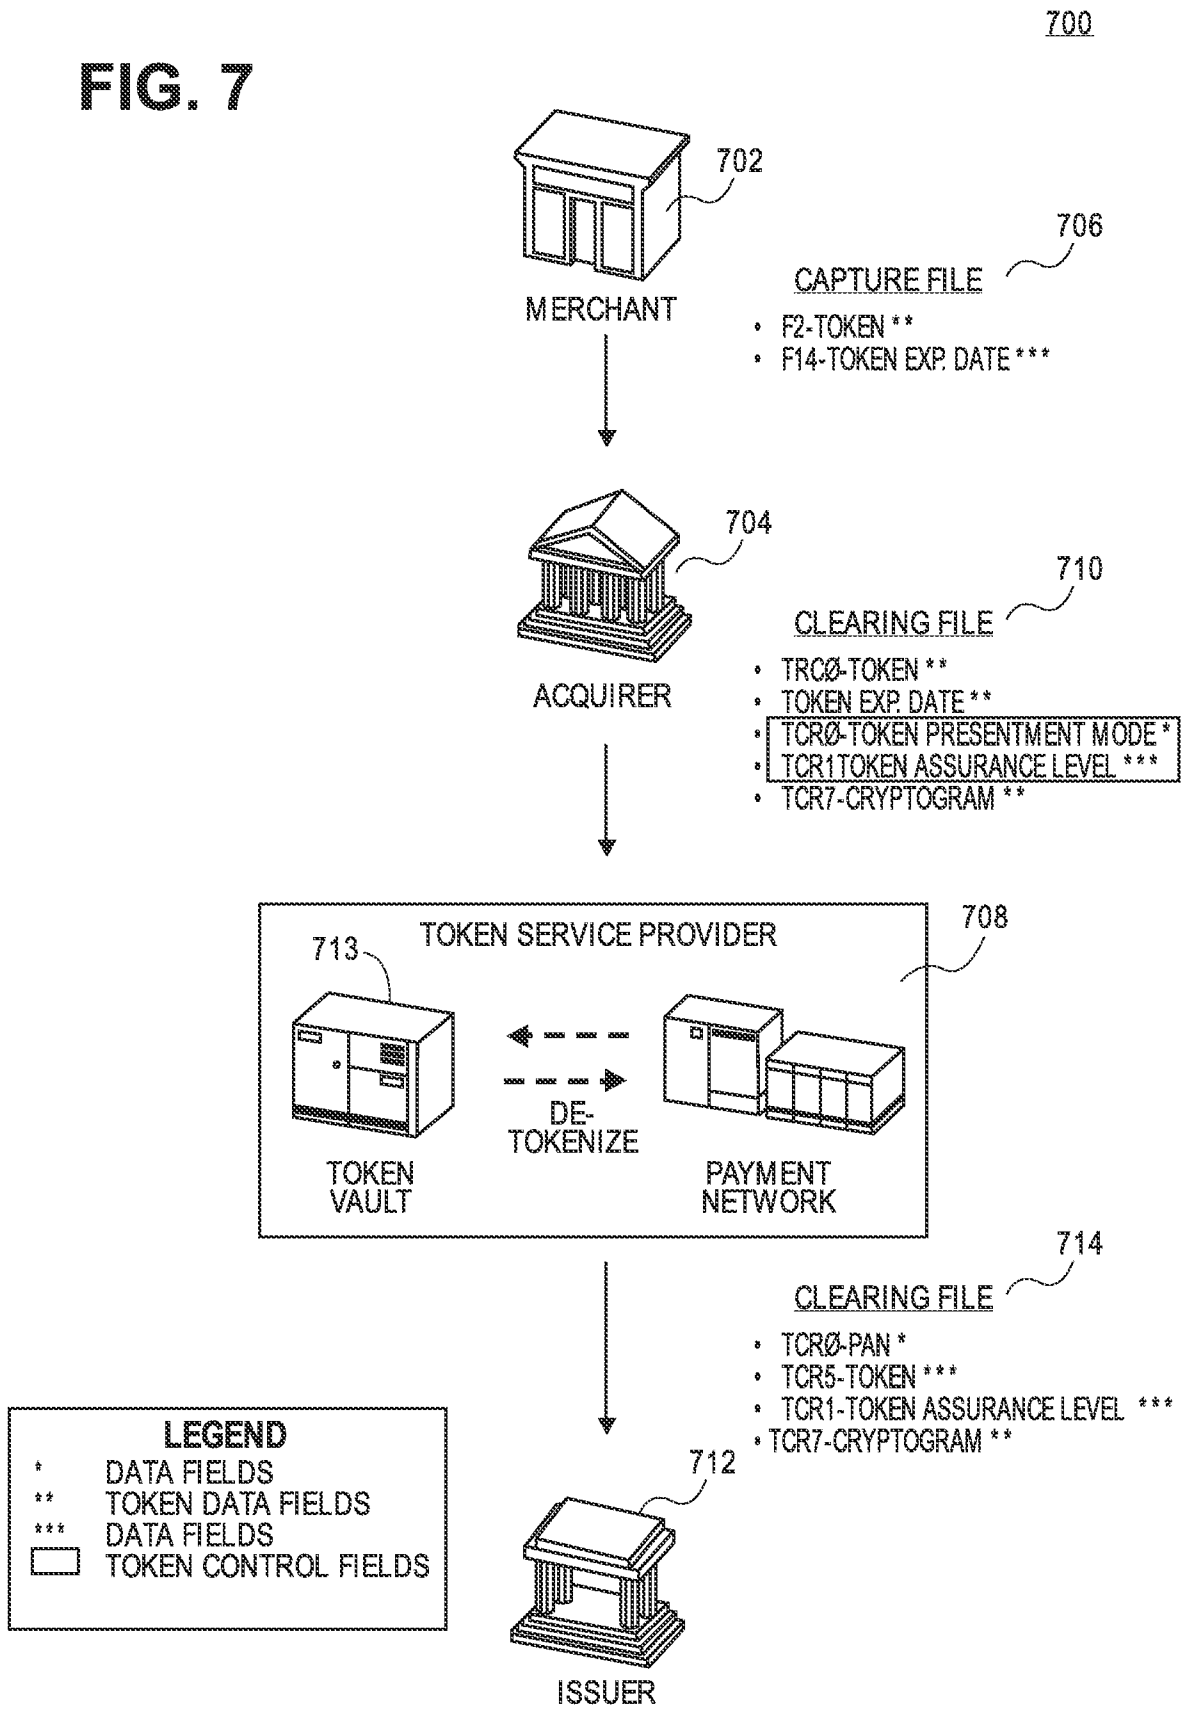 700
FIG. 7
702
MERCHANT
706
CAPTURE FILE
• F2-TOKEN **
• F14-TOKEN EXP. DATE ***
704
ACQUIRER
710
CLEARING FILE
• TRCØ-TOKEN **
• TOKEN EXP. DATE **
• TCRØ-TOKEN PRESENTMENT MODE *
• TCR1TOKEN ASSURANCE LEVEL ***
• TCR7-CRYPTOGRAM **
708
TOKEN SERVICE PROVIDER
713
DE-
TOKENIZE
TOKEN
VAULT
PAYMENT
NETWORK
714
CLEARING FILE
• TCRØ-PAN *
• TCR5-TOKEN ***
• TCR1-TOKEN ASSURANCE LEVEL ***
• TCR7-CRYPTOGRAM **
LEGEND
* DATA FIELDS
** TOKEN DATA FIELDS
*** DATA FIELDS
TOKEN CONTROL FIELDS
712
ISSUER